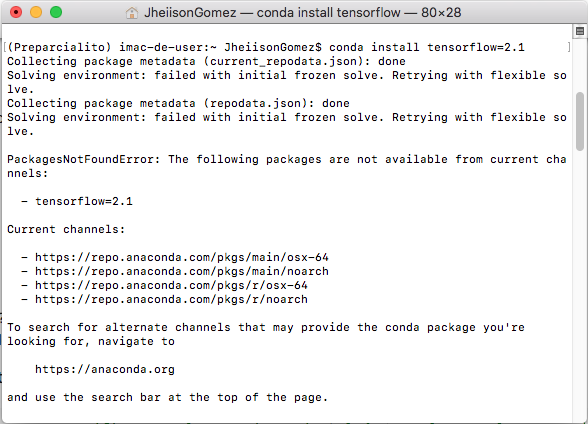 JheiisonGomez — conda install tensorflow — 80×28
[(Preparcialito) imac-de-user:~ JheiisonGomez$ conda install tensorflow=2.1 ]
Collecting package metadata (current_repodata.json): done
Solving environment: failed with initial frozen solve. Retrying with flexible so
lve.
Collecting package metadata (repodata.json): done
Solving environment: failed with initial frozen solve. Retrying with flexible so
lve.
PackagesNotFoundError: The following packages are not available from current cha
nnels:
- tensorflow=2.1
Current channels:
- https://repo.anaconda.com/pkgs/main/osx-64
- https://repo.anaconda.com/pkgs/main/noarch
- https://repo.anaconda.com/pkgs/r/osx-64
- https://repo.anaconda.com/pkgs/r/noarch
To search for alternate channels that may provide the conda package you're
looking for, navigate to
https://anaconda.org
and use the search bar at the top of the page.